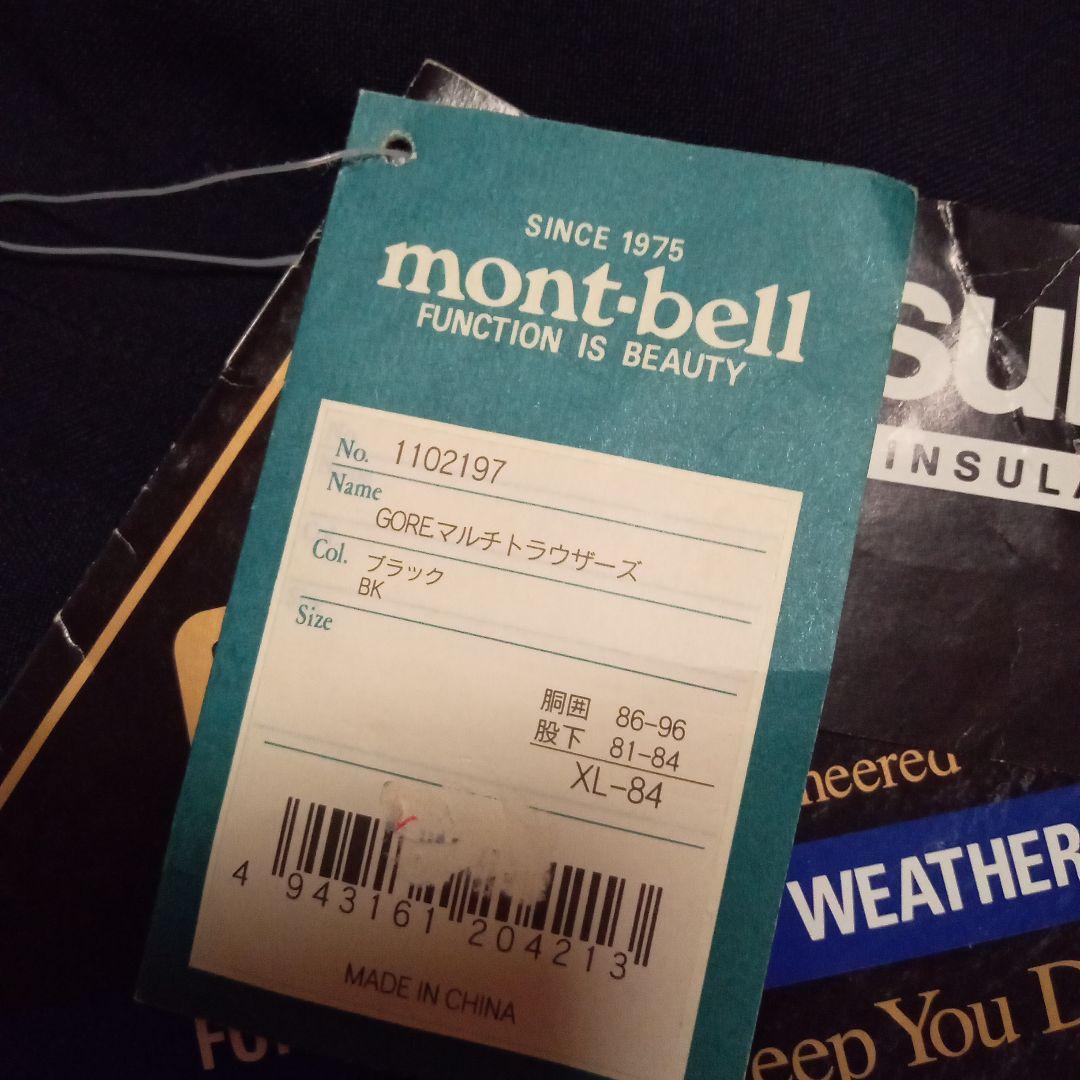 SINCE 1975
mont-bell
FUNCTION IS BEAUTY
No. 1102197
Name
GOREマルチトラウザーズ
Col. ブラック
BK
Size
胴囲 86-96
股下 81-84
XL-84
4 943161 204213
MADE IN CHINA
INSULA
WEATHER
You D